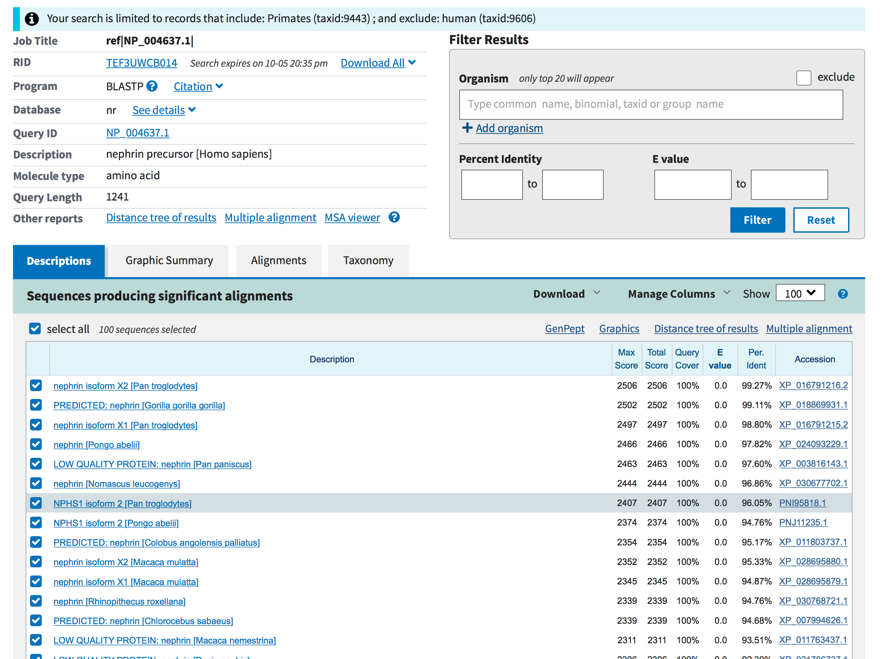 Your search is limited to records that include: Primates (taxid:9443) ; and exclude: human (taxid:9606)
Job Title ref|NP_004637.1|
RID TEF3UWCB014 Search expires on 10-05 20:35 pm Download All
Program BLASTP ? Citation
Database nr See details
Query ID NP_004637.1
Description nephrin precursor [Homo sapiens]
Molecule type amino acid
Query Length 1241
Other reports Distance tree of results Multiple alignment MSA viewer ?
Filter Results
Organism only top 20 will appear exclude
Type common name, binomial, taxid or group name
+ Add organism
Percent Identity E value
to to
Filter Reset
Descriptions Graphic Summary Alignments Taxonomy
Sequences producing significant alignments Download Manage Columns Show 100 ?
select all 100 sequences selected GenPept Graphics Distance tree of results Multiple alignment
Description Max Score Total Score Query Cover E value Per. Ident Accession
nephrin isoform X2 [Pan troglodytes] 2506 2506 100% 0.0 99.27% XP_016791216.2
PREDICTED: nephrin [Gorilla gorilla gorilla] 2502 2502 100% 0.0 99.11% XP_018869931.1
nephrin isoform X1 [Pan troglodytes] 2497 2497 100% 0.0 98.80% XP_016791215.2
nephrin [Pongo abelii] 2466 2466 100% 0.0 97.82% XP_024093229.1
LOW QUALITY PROTEIN: nephrin [Pan paniscus] 2463 2463 100% 0.0 97.60% XP_003816143.1
nephrin [Nomascus leucogenys] 2444 2444 100% 0.0 96.86% XP_030677702.1
NPHS1 isoform 2 [Pan troglodytes] 2407 2407 100% 0.0 96.05% PNI95818.1
NPHS1 isoform 2 [Pongo abelii] 2374 2374 100% 0.0 94.76% PNJ11235.1
PREDICTED: nephrin [Colobus angolensis palliatus] 2354 2354 100% 0.0 95.17% XP_011803737.1
nephrin isoform X2 [Macaca mulatta] 2352 2352 100% 0.0 95.33% XP_028695880.1
nephrin isoform X1 [Macaca mulatta] 2345 2345 100% 0.0 94.87% XP_028695879.1
nephrin [Rhinopithecus roxellana] 2339 2339 100% 0.0 94.76% XP_030768721.1
PREDICTED: nephrin [Chlorocebus sabaeus] 2339 2339 100% 0.0 94.68% XP_007994626.1
LOW QUALITY PROTEIN: nephrin [Macaca nemestrina] 2311 2311 100% 0.0 93.51% XP_011763437.1